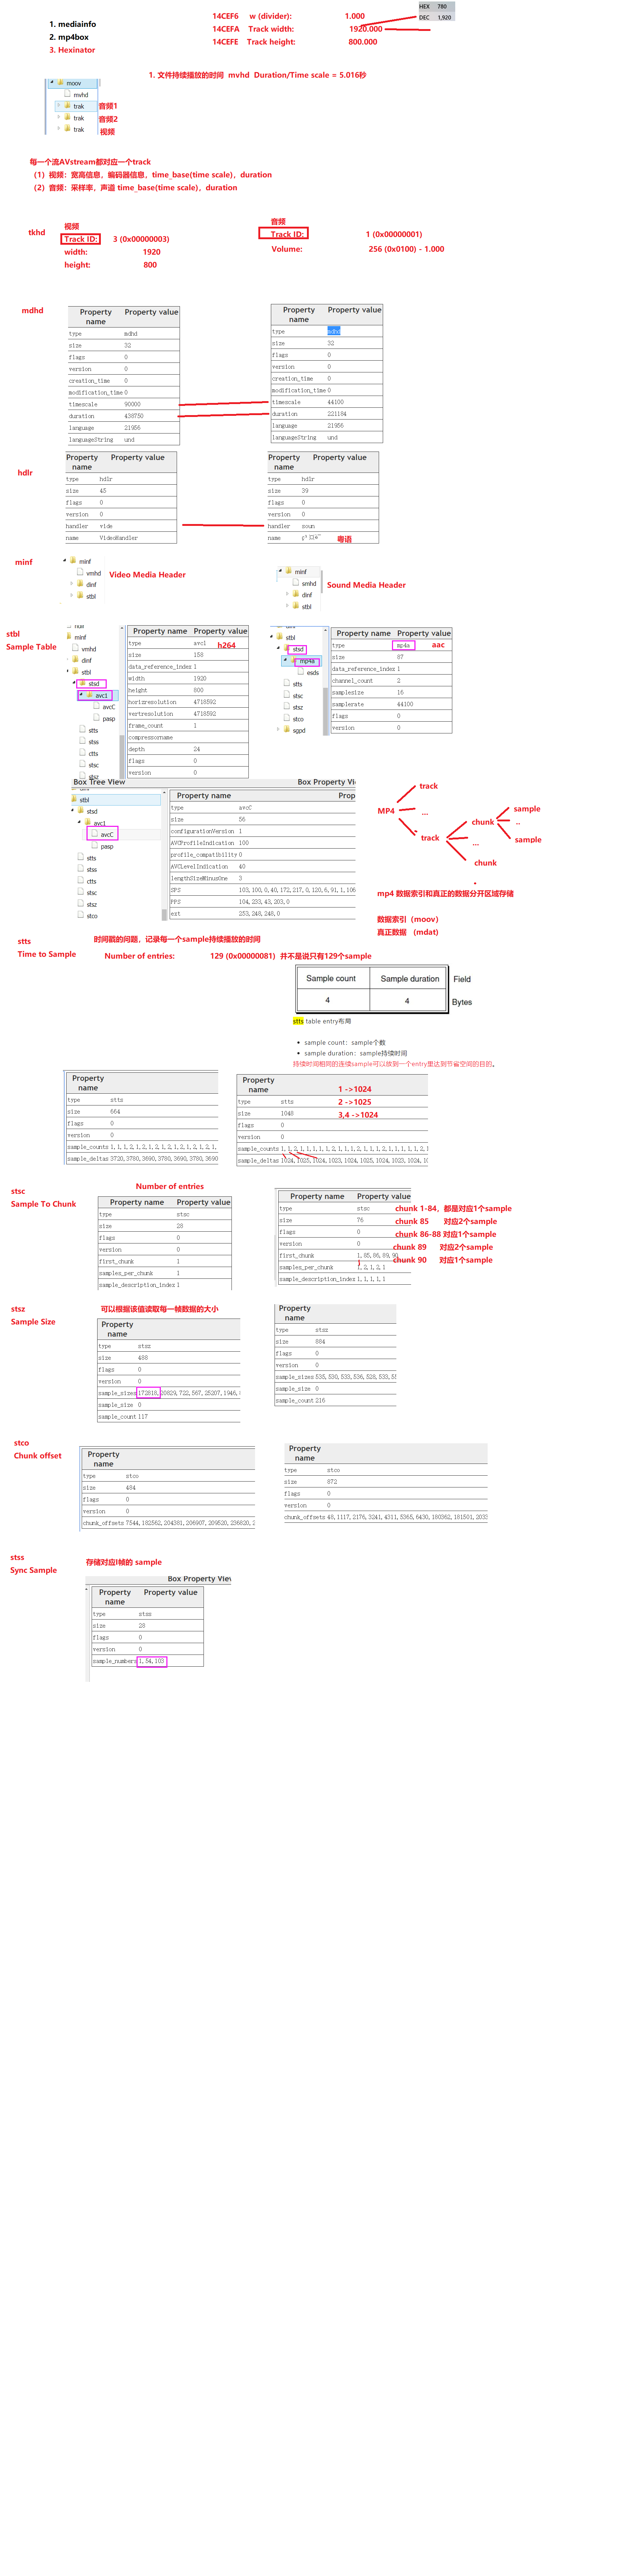 1. mediainfo
2. mp4box
3. Hexinator
14CEF6 w (divider): 1.000
14CEFA Track width: 1920.000
14CEFE Track height: 800.000
HEX 780
DEC 1,920
1. 文件持续播放的时间 mvhd Duration/Time scale = 5.016秒
moov
mvhd
trak 音频1
trak 音频2
trak 视频
每一个流AVstream都对应一个track
（1）视频：宽高信息，编码器信息，time_base(time scale)，duration
（2）音频：采样率，声道 time_base(time scale)，duration
tkhd
视频
Track ID: 3 (0x00000003)
width: 1920
height: 800
音频
Track ID: 1 (0x00000001)
Volume: 256 (0x0100) - 1.000
mdhd
Property name Property value
type mdhd
size 32
flags 0
version 0
creation_time 0
modification_time 0
timescale 90000
duration 438750
language 21956
languageString und
Property name Property value
type mdhd
size 32
flags 0
version 0
creation_time 0
modification_time 0
timescale 44100
duration 221184
language 21956
languageString und
hdlr
Property name Property value
type hdlr
size 45
flags 0
version 0
handler vide
name VideoHandler
Property name Property value
type hdlr
size 39
flags 0
version 0
handler soun
name
粤语
minf
minf
vmhd
dinf
stbl
Video Media Header
minf
smhd
dinf
stbl
Sound Media Header
stbl
Sample Table
hdlr
minf
vmhd
dinf
stbl
stsd
avc1
avcC
pasp
stts
stss
ctts
stsc
stsz
Property name Property value
type avc1
h264
size 158
data_reference_index 1
width 1920
height 800
horizresolution 4718592
vertresolution 4718592
frame_count 1
compressorname
depth 24
flags 0
version 0
stbl
stsd
mp4a
esds
stts
stsc
stsz
stco
sgpd
Property name Property value
type mp4a
aac
size 87
data_reference_index 1
channel_count 2
samplesize 16
samplerate 44100
flags 0
version 0
Box Tree View
stbl
stsd
avc1
avcC
pasp
stts
stss
ctts
stsc
stsz
stco
Box Property Vi
Property name Prop
type avcC
size 56
configurationVersion 1
AVCProfileIndication 100
profile_compatibility 0
AVCLevelIndication 40
lengthSizeMinusOne 3
SPS 103, 100, 0, 40, 172, 217, 0, 120, 6, 91, 1, 106
PPS 104, 233, 43, 203, 0
ext 253, 248, 248, 0
MP4
track
...
track
chunk
...
chunk
sample
..
sample
mp4 数据索引和真正的数据分开区域存储
数据索引（moov）
真正数据 （mdat）
stts
Time to Sample
时间戳的问题，记录每一个sample持续播放的时间
Number of entries: 129 (0x00000081) 并不是说只有129个sample
Sample count Sample duration Field
4 4 Bytes
stts table entry布局
• sample count：sample个数
• sample duration：sample持续时间
持续时间相同的连续sample可以放到一个entry里达到节省空间的目的。
Property name
type stts
size 664
flags 0
version 0
sample_counts 1, 1, 1, 2, 1, 2, 1, 2, 1, 2, 1, 2, 1, 2, 1,
sample_deltas 3720, 3780, 3690, 3780, 3690, 3780, 3690
Property name
1 ->1024
2 ->1025
3,4 ->1024
type stts
size 1048
flags 0
version 0
sample_counts 1, 1, 2, 1, 1, 1, 1, 1, 2, 1, 1, 1, 2, 1, 1, 1, 2, 1, 1, 1, 1, 1, 2
sample_deltas 1024, 1025, 1024, 1023, 1024, 1025, 1024, 1023, 1024, 10
stsc
Sample To Chunk
Number of entries
Property name Property value
type stsc
size 28
flags 0
version 0
first_chunk 1
samples_per_chunk 1
sample_description_index 1
Property name Property value
type stsc
size 76
flags 0
version 0
first_chunk 1, 85, 86, 89, 90
samples_per_chunk 1, 2, 1, 2, 1
sample_description_index 1, 1, 1, 1, 1
chunk 1-84，都是对应1个sample
chunk 85 对应2个sample
chunk 86-88 对应1个sample
chunk 89 对应2个sample
chunk 90 对应1个sample
stsz
Sample Size
可以根据该值读取每一帧数据的大小
Property name
type stsz
size 488
flags 0
version 0
sample_sizes 172818, 20829, 722, 567, 25207, 1946,
sample_size 0
sample_count 117
Property name
type stsz
size 884
flags 0
version 0
sample_sizes 535, 530, 533, 536, 528, 533, 55
sample_size 0
sample_count 216
stco
Chunk offset
Property name
type stco
size 484
flags 0
version 0
chunk_offsets 7544, 182562, 204381, 206907, 209520, 236820, 2
Property name
type stco
size 872
flags 0
version 0
chunk_offsets 48, 1117, 2176, 3241, 4311, 5365, 6430, 180362, 181501, 2033
stss
Sync Sample
存储对应I帧的 sample
Box Property View
Property name Property value
type stss
size 28
flags 0
version 0
sample_numbers 1, 54, 103